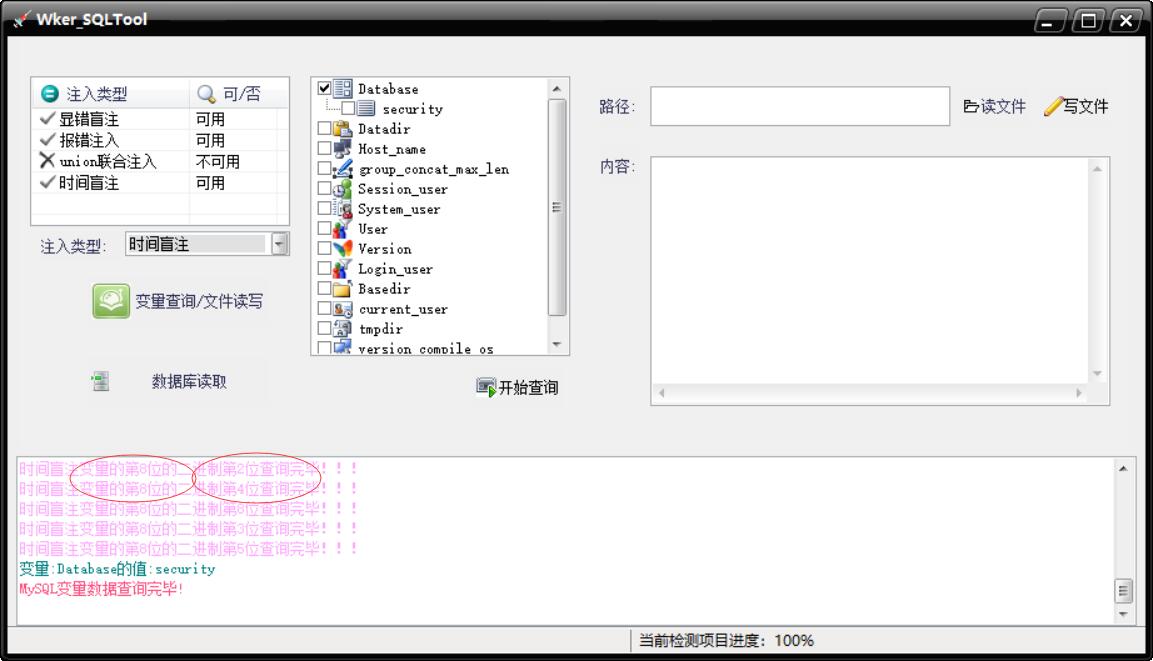 Wker_SQLTool
注入类型 可/否
显错盲注 可用
报错注入 可用
union联合注入 不可用
时间盲注 可用
注入类型: 时间盲注
变量查询/文件读写
数据库读取
Database
security
Datadir
Host_name
group_concat_max_len
Session_user
System_user
User
Version
Login_user
Basedir
current_user
tmpdir
version_compile_os
开始查询
路径:
读文件
写文件
内容:
时间盲注变量的第8位的二进制第2位查询完毕!!!
时间盲注变量的第8位的二进制第4位查询完毕!!!
时间盲注变量的第8位的二进制第6位查询完毕!!!
时间盲注变量的第8位的二进制第3位查询完毕!!!
时间盲注变量的第8位的二进制第5位查询完毕!!!
变量:Database的值:security
MySQL变量数据查询完毕!
当前检测项目进度: 100%